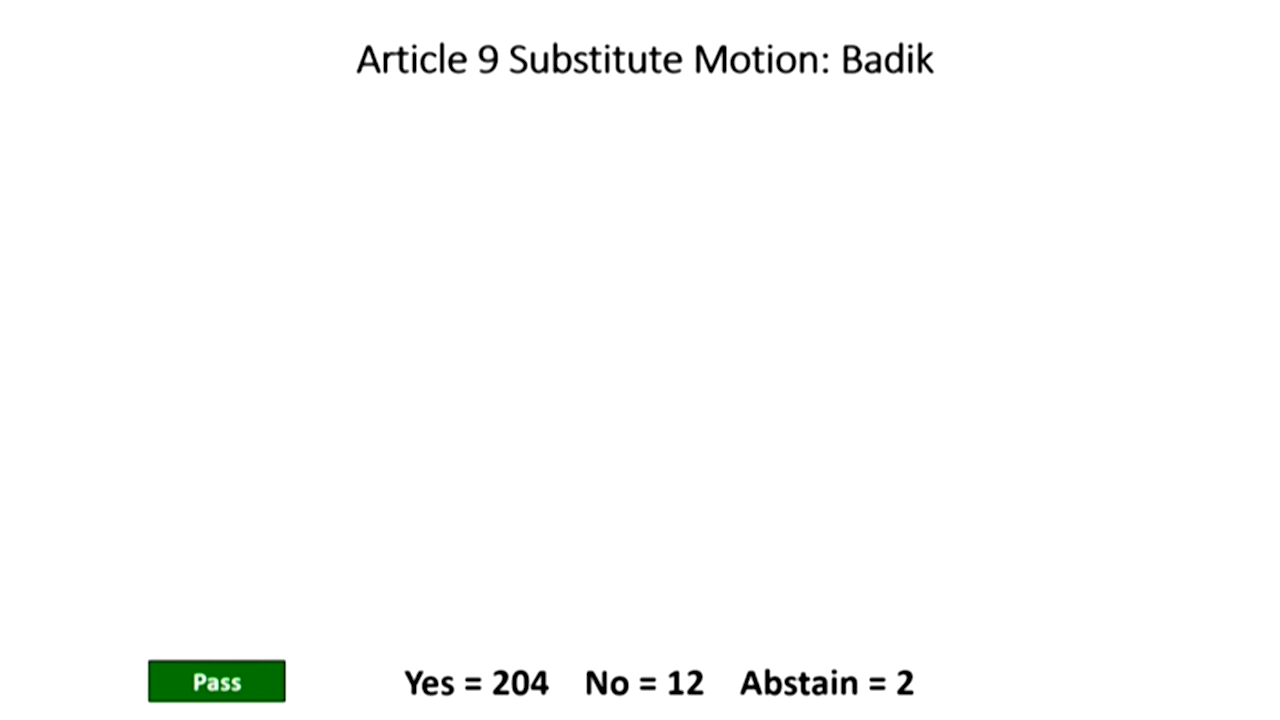 Article 9 Substitute Motion: Badik
Pass Yes = 204 No = 12 Abstain = 2